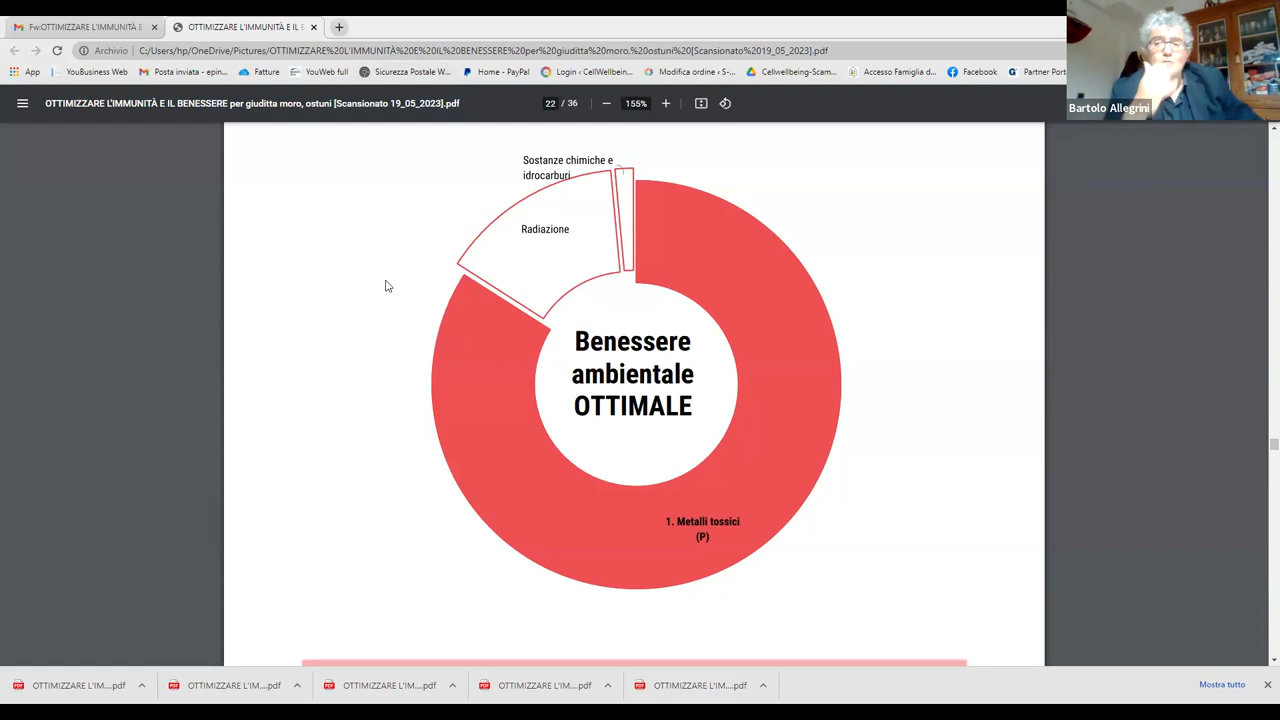 Fw:OTTIMIZZARE L'IMMUNITÀ E
OTTIMIZZARE L'IMMUNITÀ E IL B
Archivio
C:/Users/hp/OneDrive/Pictures/OTTIMIZZARE%20L'IMMUNITÀ%20E%20IL%20BENESSERE%20per%20giuditta%20moro,%20ostuni%20[Scansionato%2019_05_2023].pdf
App
YouBusiness Web
Posta inviata - epin...
Fatture
YouWeb full
Sicurezza Postale W...
Home - PayPal
Login ‹ CellWellbein...
Modifica ordine ‹ S...
Cellwellbeing-Scam...
Accesso Famiglia d...
Facebook
Partner Port
OTTIMIZZARE L'IMMUNITÀ E IL BENESSERE per giuditta moro, ostuni [Scansionato 19_05_2023].pdf
22 / 36
155%
Bartolo Allegrini
Sostanze chimiche e
idrocarburi
Radiazione
Benessere
ambientale
OTTIMALE
1. Metalli tossici
(P)
OTTIMIZZARE L'IM....pdf
OTTIMIZZARE L'IM....pdf
OTTIMIZZARE L'IM....pdf
OTTIMIZZARE L'IM....pdf
OTTIMIZZARE L'IM....pdf
Mostra tutto